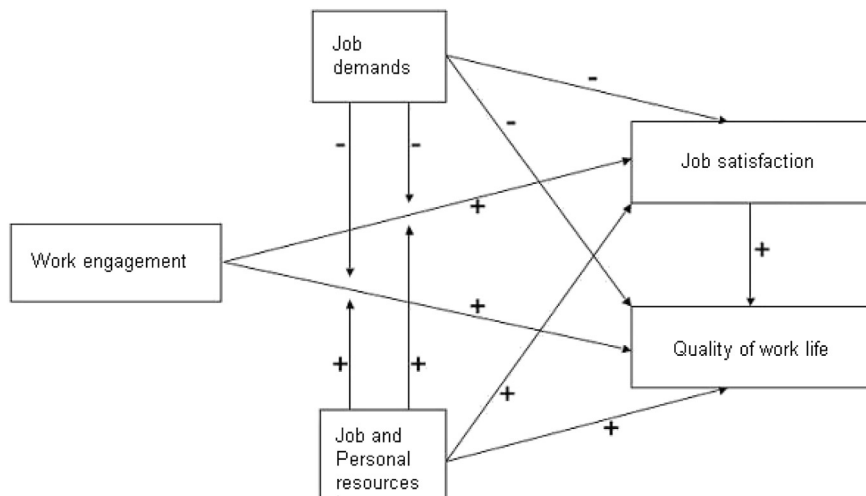 Job
demands
-
-
-
-
Job satisfaction
+
Work engagement
+
+
Quality of work life
+
+
+
+
Job and
Personal
resources
+